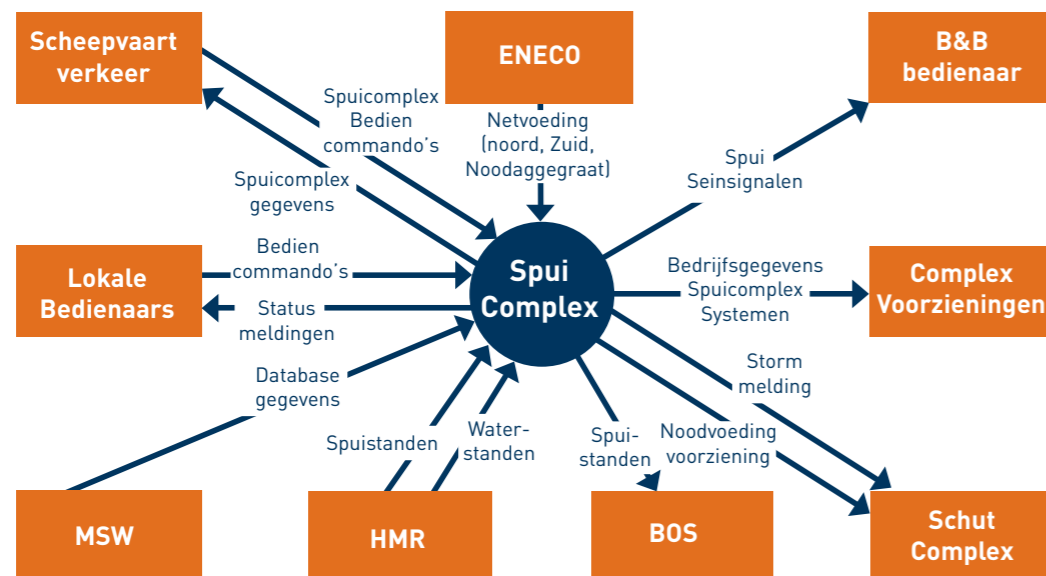 Scheepvaart
verkeer
ENECO
B&B
bedienaar
Spuicomplex
Bedien
commando's
Netvoeding
(noord, Zuid,
Noodaggegraat)
Spui
Seinsignalen
Spuicomplex
gegevens
Lokale
Bedienaars
Bedien
commando's
Status
meldingen
Spui
Complex
Bedrijfsgegevens
Spuicomplex
Systemen
Complex
Voorzieningen
Database
gegevens
Storm
melding
Spuistanden
Water-
standen
Spui-
standen
Noodvoeding
voorziening
MSW
HMR
BOS
Schut
Complex